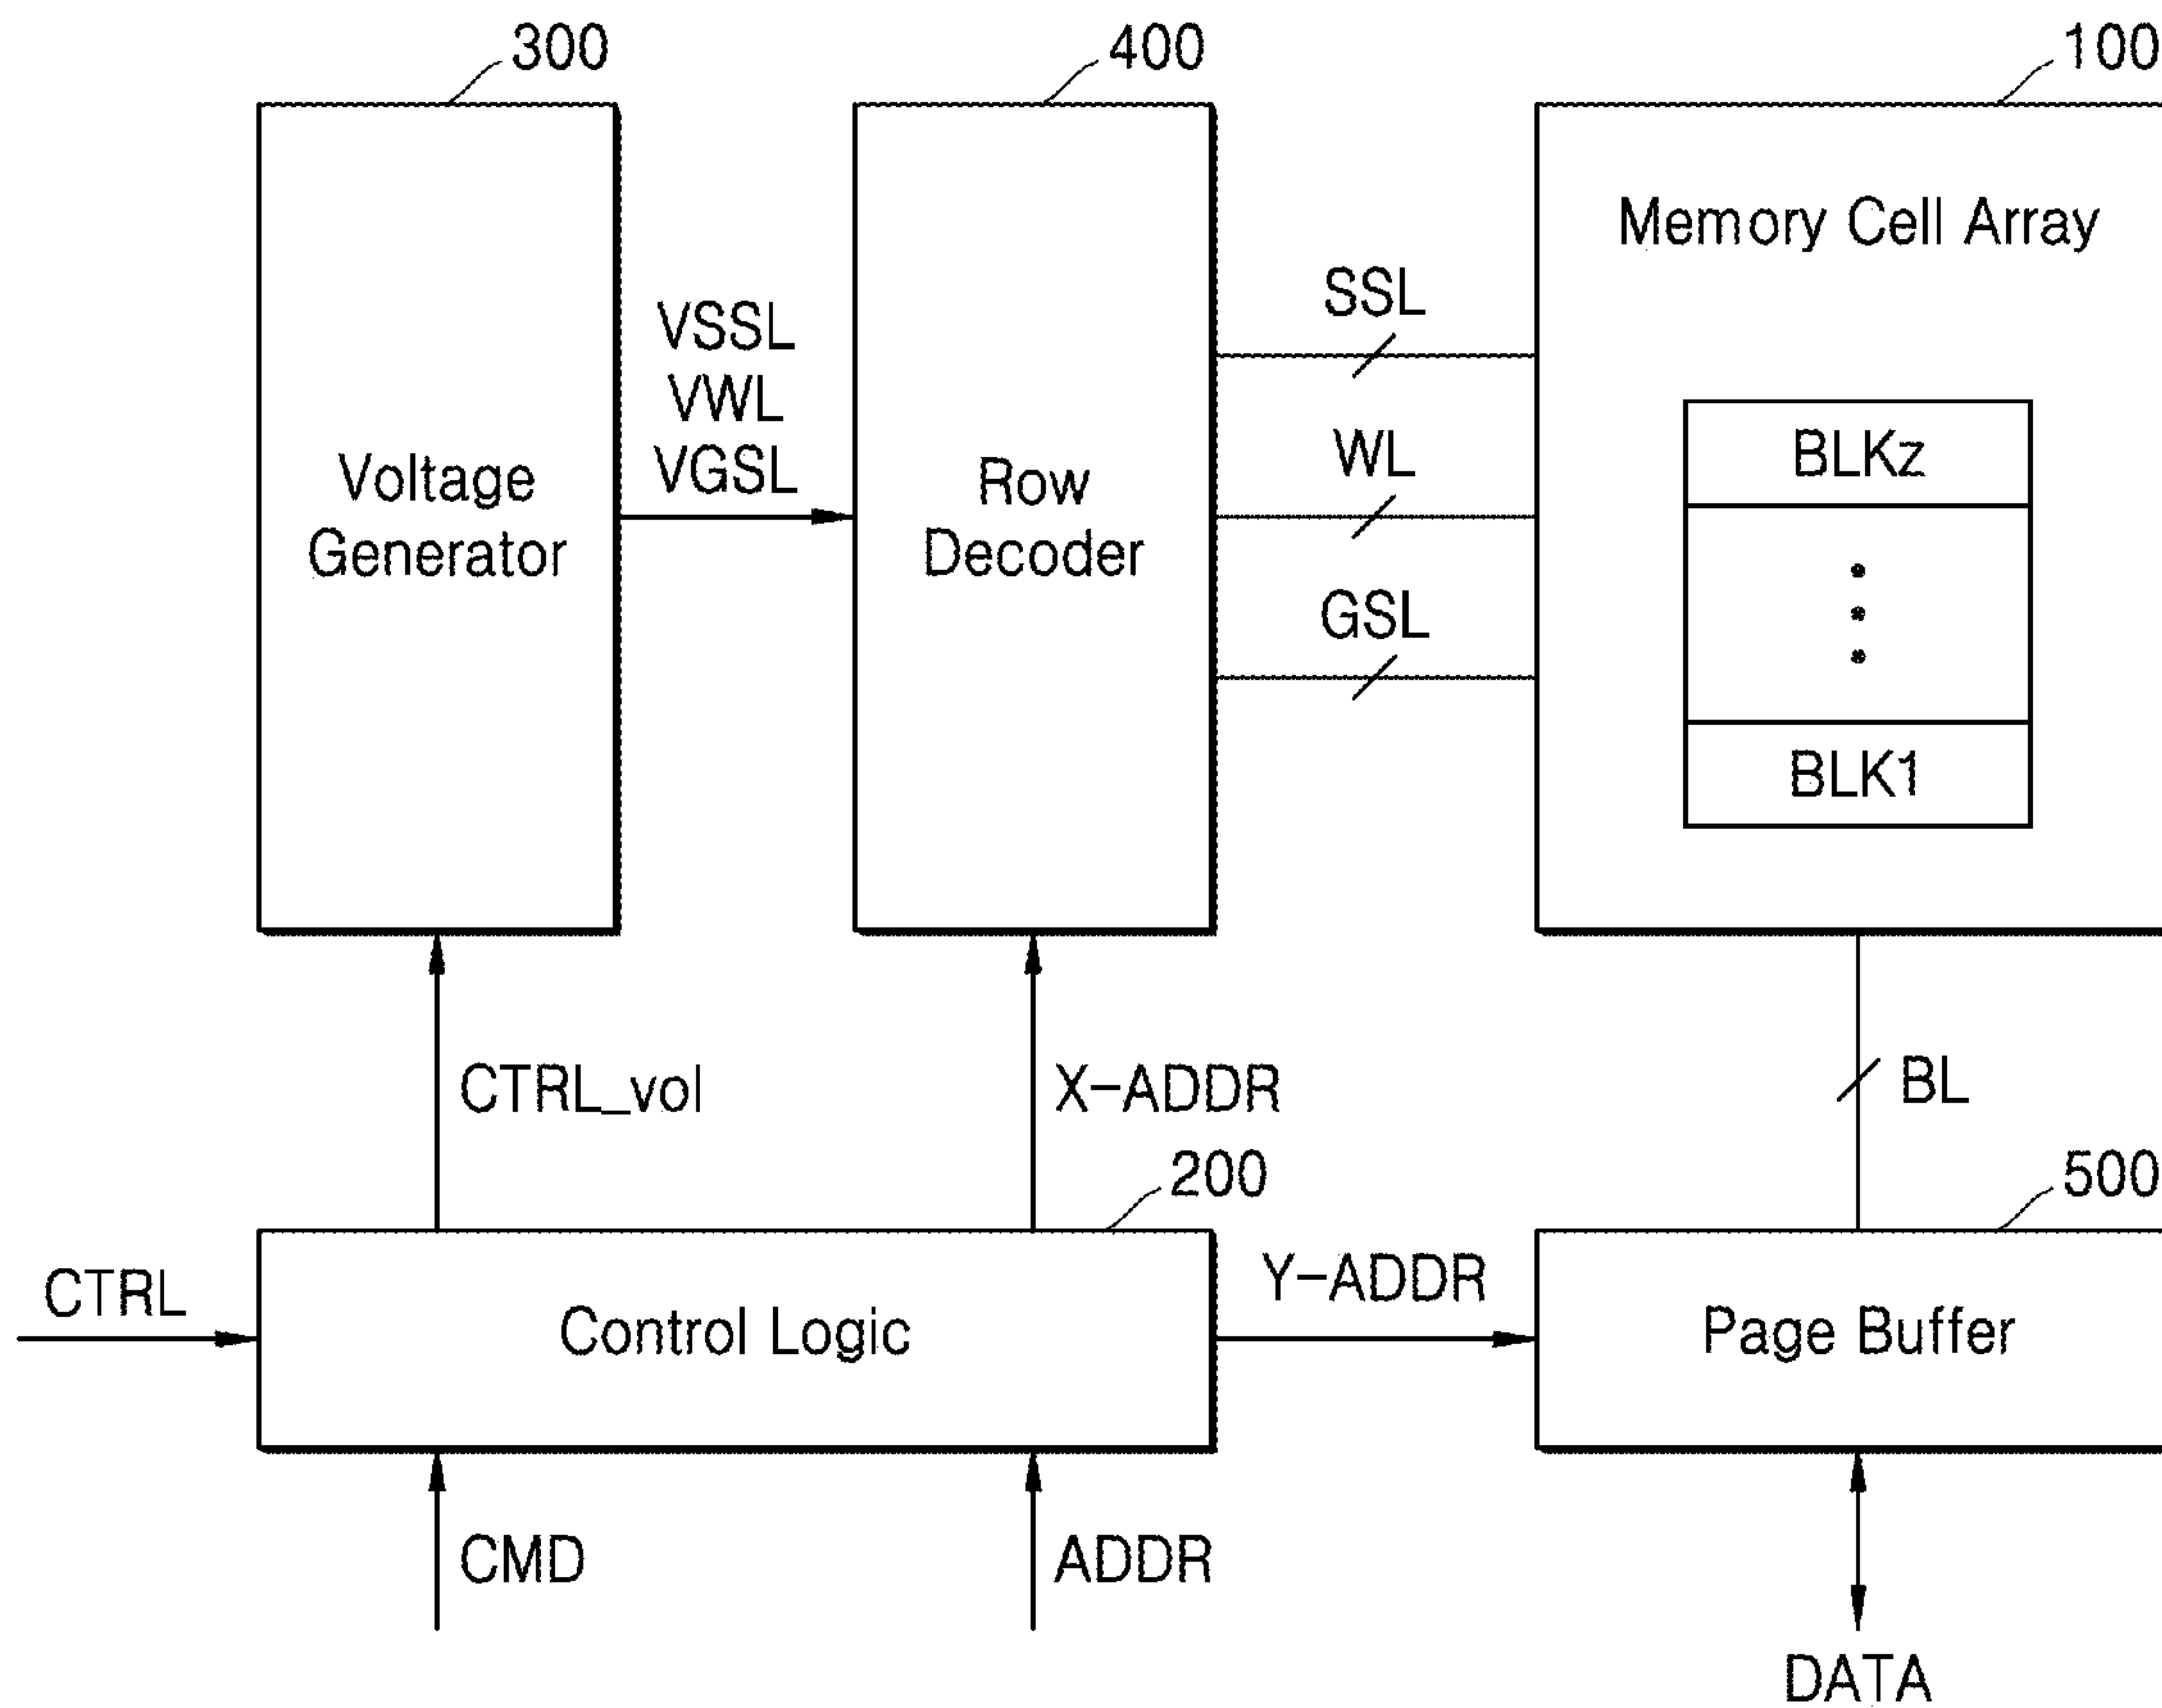 300
400
100
Memory Cell Array
SSL
VSSL
VWL
VGSL
WL
BLKz
Voltage
Generator
Row
Decoder
GSL
BLK1
CTRL_vol
X-ADDR
BL
200
500
CTRL
Control Logic
Y-ADDR
Page Buffer
CMD
ADDR
DATA